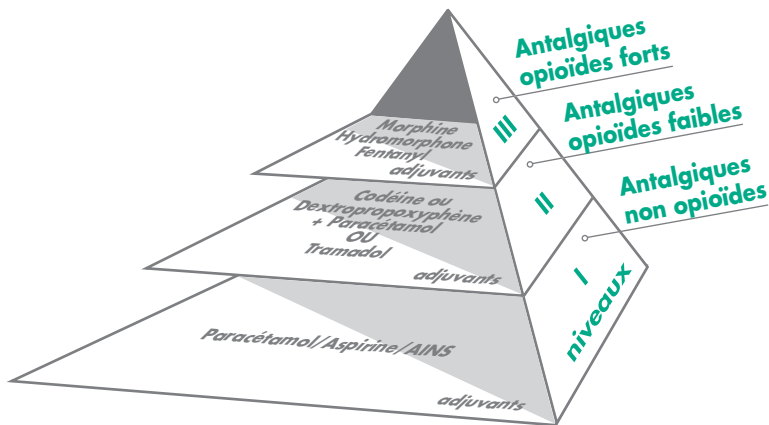 Antalgiques
opioïdes forts
Antalgiques
opioïdes faibles
Antalgiques
non opioïdes
III
II
I
niveaux
Morphine
Hydromorphone
Fentanyl
adjuvants
Codéine ou
Dextropropoxyphène
+ Paracétamol
OU
Tramadol
adjuvants
Paracétamol/Aspirine/AINS
adjuvants